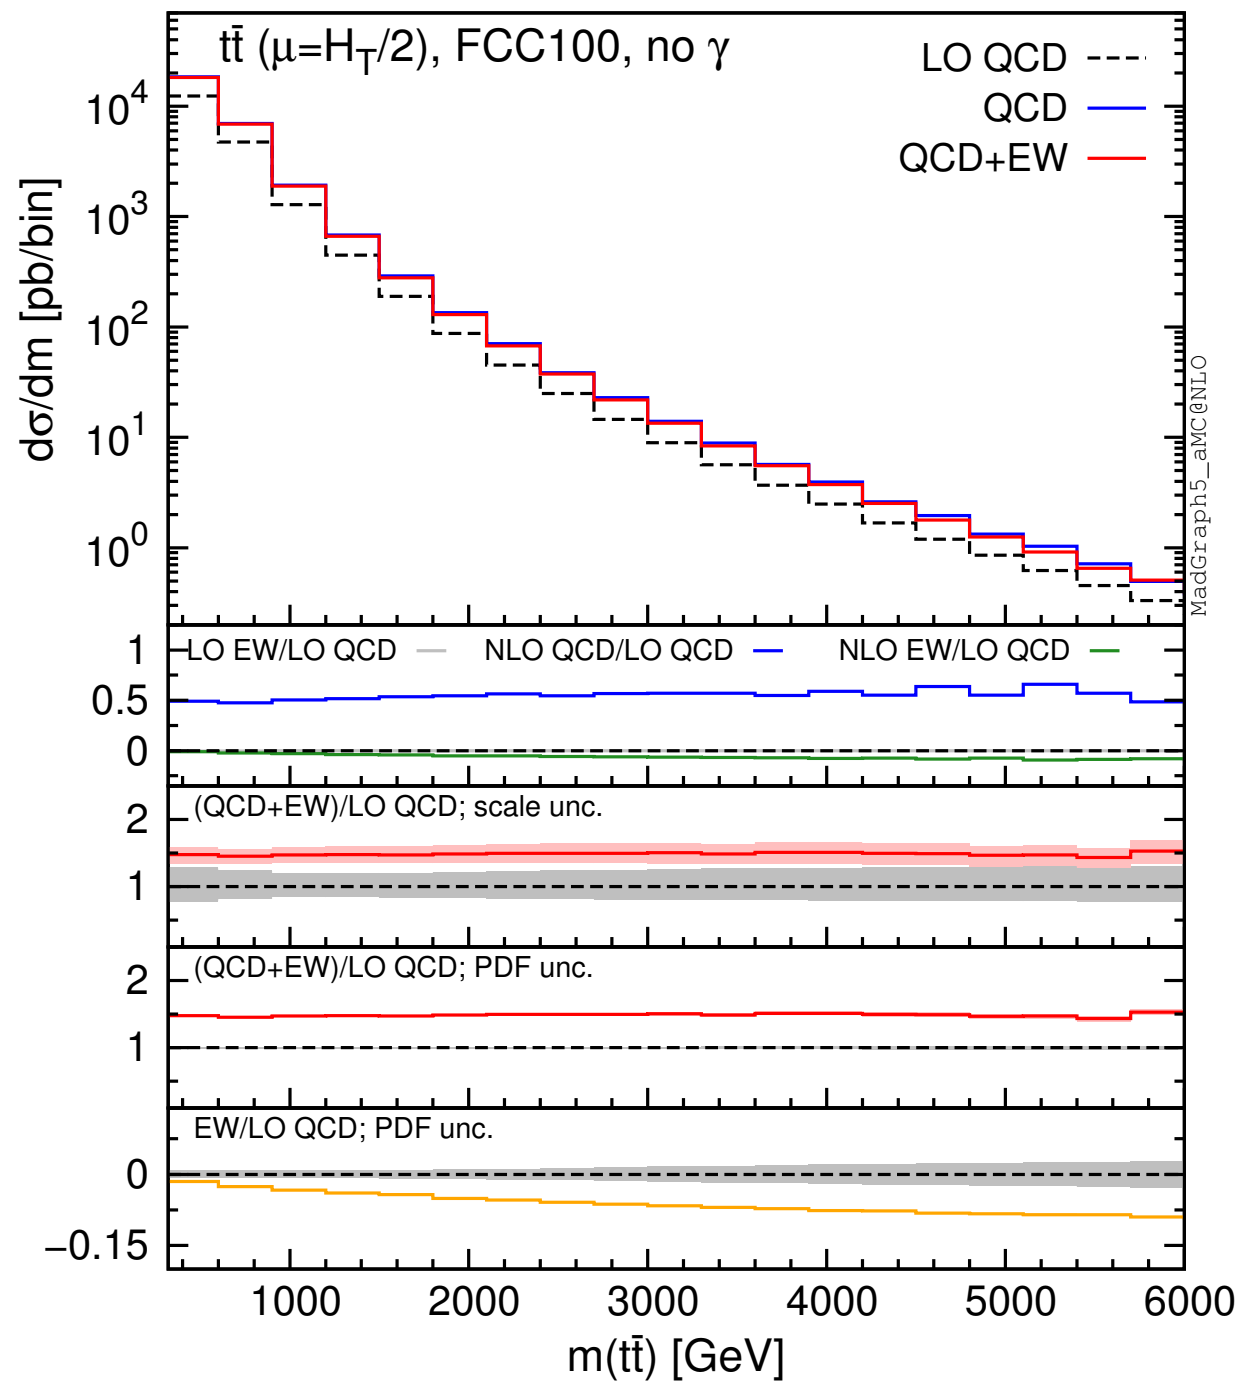 tt̄ (μ=H_T/2), FCC100, no γ
LO QCD
QCD
QCD+EW
dσ/dm [pb/bin]
10^4
10^3
10^2
10^1
10^0
MadGraph5_aMC@NLO
LO EW/LO QCD
NLO QCD/LO QCD
NLO EW/LO QCD
1
0.5
0
(QCD+EW)/LO QCD; scale unc.
2
1
(QCD+EW)/LO QCD; PDF unc.
2
1
EW/LO QCD; PDF unc.
0
−0.15
1000 2000 3000 4000 5000 6000
m(tt̄) [GeV]